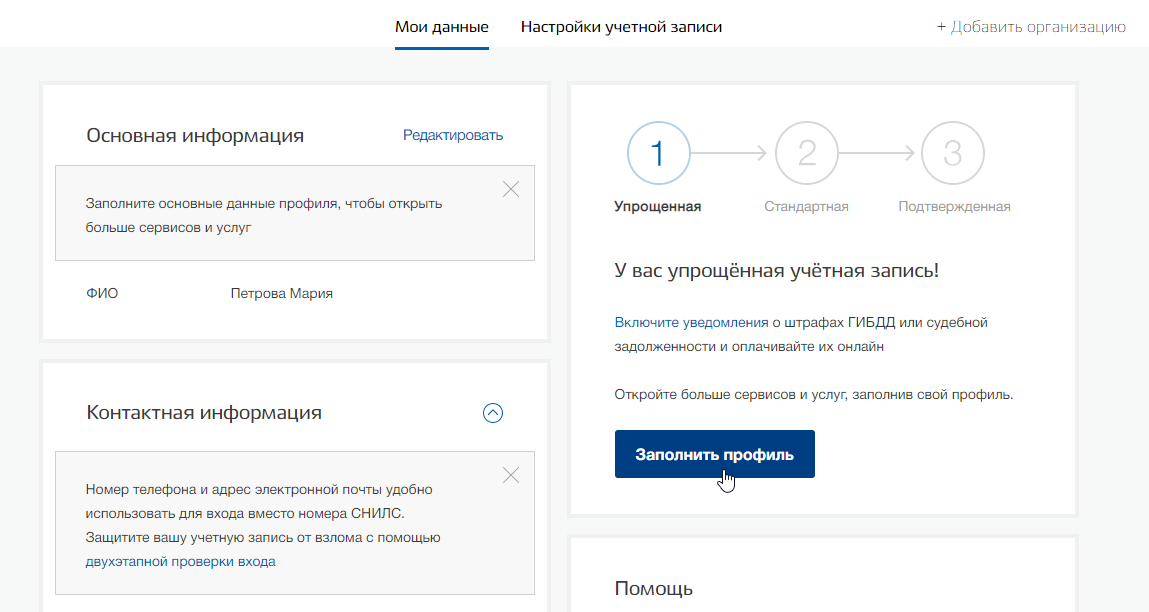 Мои данные
Настройки учетной записи
+ Добавить организацию
Основная информация
Редактировать
Заполните основные данные профиля, чтобы открыть
больше сервисов и услуг
ФИО
Петрова Мария
Контактная информация
Номер телефона и адрес электронной почты удобно
использовать для входа вместо номера СНИЛС.
Защитите вашу учетную запись от взлома с помощью
двухэтапной проверки входа
1
2
3
Упрощенная
Стандартная
Подтвержденная
У вас упрощённая учётная запись!
Включите уведомления о штрафах ГИБДД или судебной
задолженности и оплачивайте их онлайн
Откройте больше сервисов и услуг, заполнив свой профиль.
Заполнить профиль
Помощь